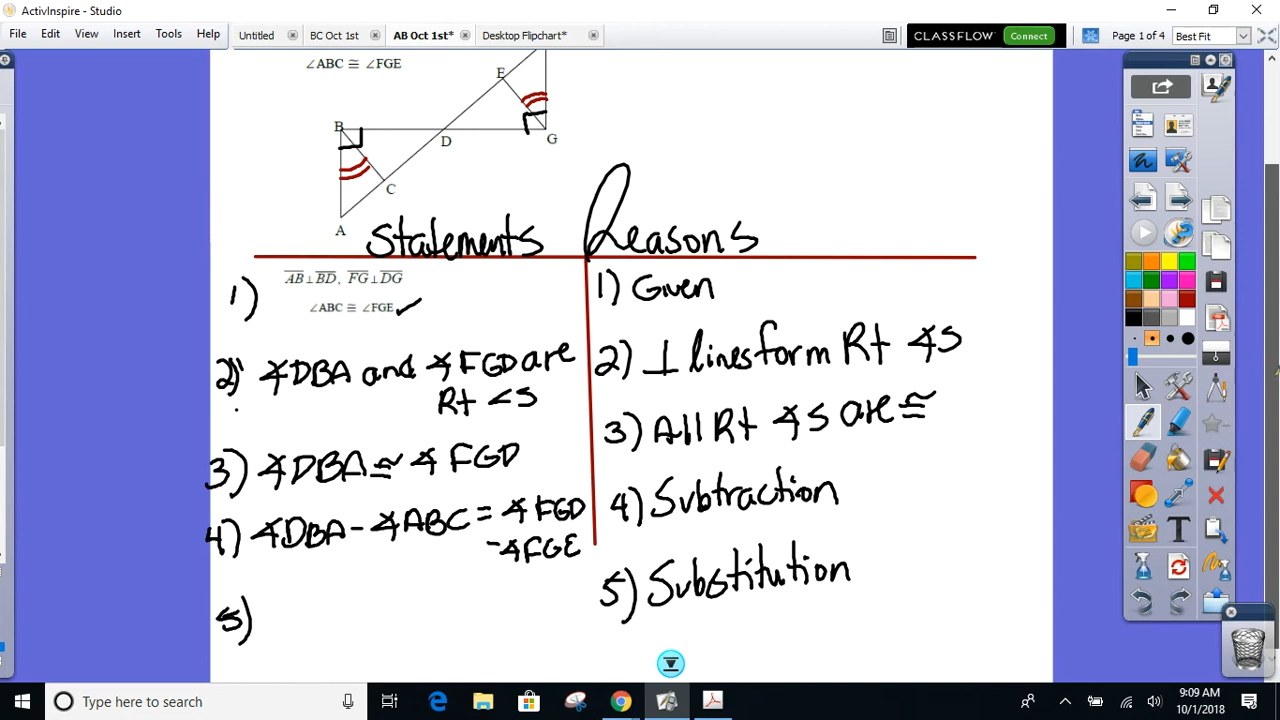 ActivInspire - Studio
File Edit View Insert Tools Help
Untitled BC Oct 1st AB Oct 1st* Desktop Flipchart*
CLASSFLOW Connect
Page 1 of 4 Best Fit
∠ABC ≅ ∠FGE
E
B
D
G
C
A
Statements Reasons
1) AB ⊥ BD, FG ⊥ DG
∠ABC ≅ ∠FGE ✓
1) Given
2) ∡DBA and ∡FGD are
Rt <s
2) ⊥ lines form Rt ∡s
3) ∡DBA ≅ ∡FGD
3) All Rt ∡s are ≅
4) ∡DBA - ∡ABC = ∡FGD
- ∡FGE
4) Subtraction
5)
5) Substitution
Type here to search
9:09 AM
10/1/2018